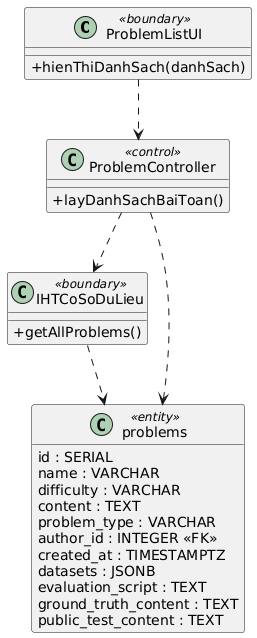 C
«boundary»
ProblemListUI
+hienThiDanhSach(danhSach)
C
«control»
ProblemController
+layDanhSachBaiToan()
C
«boundary»
IHTCoSoDuLieu
+getAllProblems()
C
«entity»
problems
id : SERIAL
name : VARCHAR
difficulty : VARCHAR
content : TEXT
problem_type : VARCHAR
author_id : INTEGER «FK»
created_at : TIMESTAMPTZ
datasets : JSONB
evaluation_script : TEXT
ground_truth_content : TEXT
public_test_content : TEXT